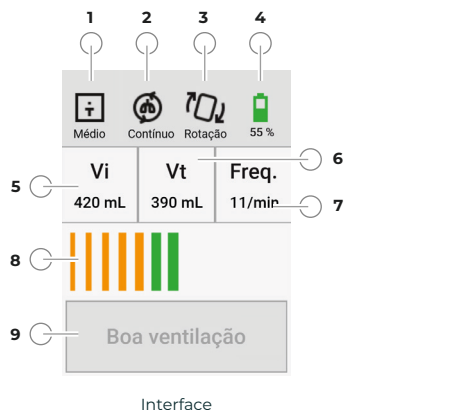 1 2 3 4
Médio Contínuo Rotação 55 %
Vi Vt Freq. 6
5 420 mL 390 mL 11/min 7
8
9 Boa ventilação
Interface